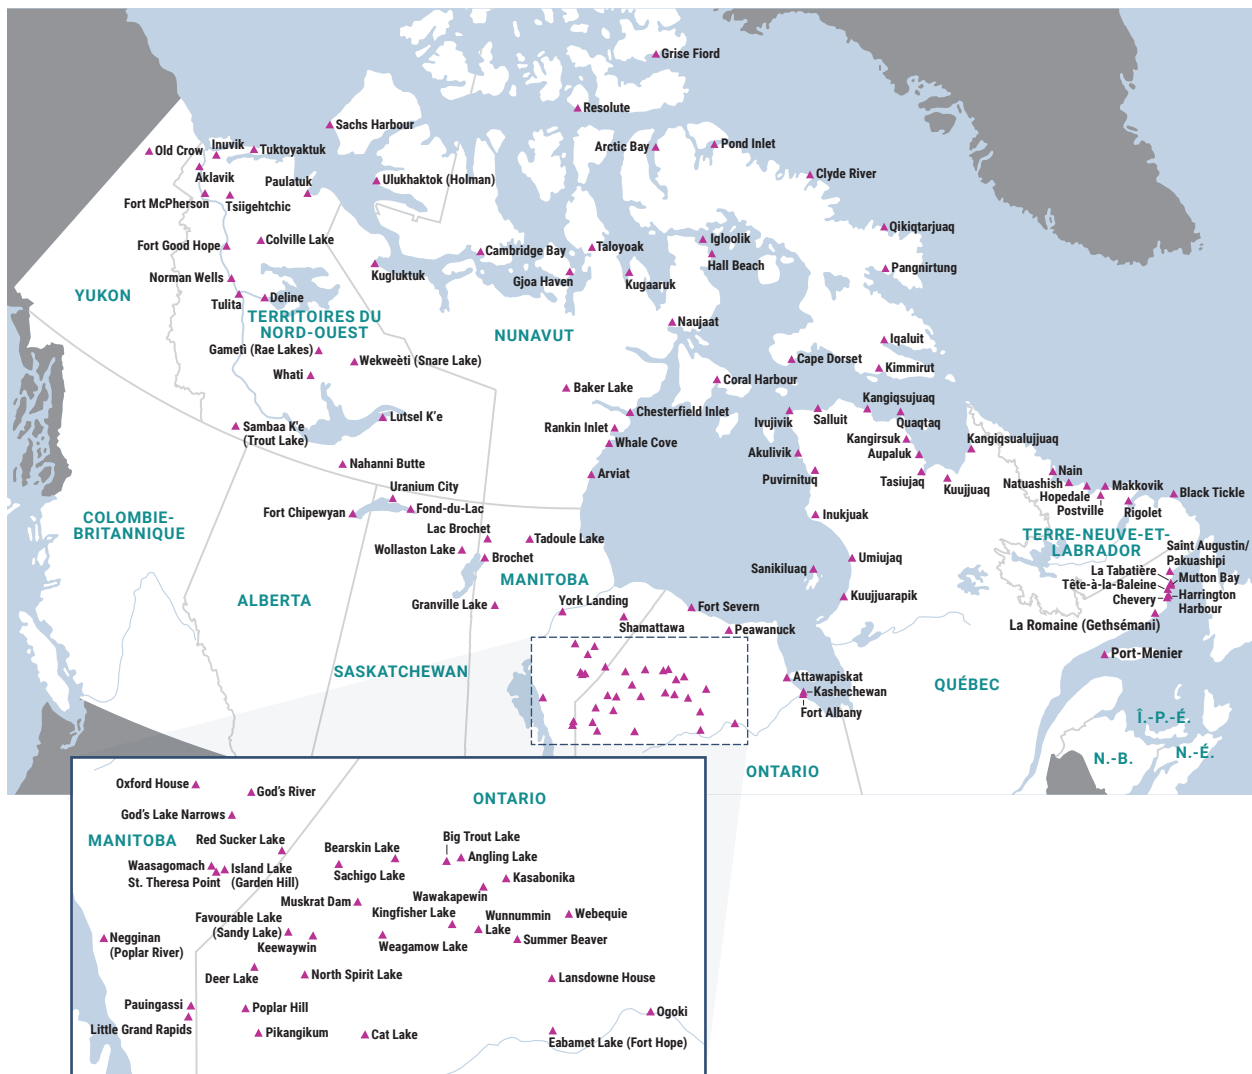 Grise Fiord
Resolute
Sachs Harbour
Arctic Bay
Pond Inlet
Old Crow
Inuvik
Tuktoyaktuk
Aklavik
Paulatuk
Ulukhaktok (Holman)
Clyde River
Fort McPherson
Tsiigehtchic
Qikiqtarjuaq
Fort Good Hope
Colville Lake
Cambridge Bay
Taloyoak
Igloolik
Hall Beach
Pangnirtung
Norman Wells
Kugluktuk
Gjoa Haven
Kugaaruk
YUKON
Tulita
Deline
TERRITOIRES DU
NORD-OUEST
NUNAVUT
Naujaat
Iqaluit
Gametì (Rae Lakes)
Wekweètì (Snare Lake)
Cape Dorset
Kimmirut
Whati
Baker Lake
Coral Harbour
Lutsel K'e
Chesterfield Inlet
Kangiqsujuaq
Ivujivik
Salluit
Quaqtaq
Sambaa K'e
(Trout Lake)
Rankin Inlet
Whale Cove
Kangirsuk
Aupaluk
Kangiqsualujjuaq
Akulivik
Nahanni Butte
Arviat
Puvirnituq
Tasiujaq
Kuujjuaq
Nain
Natuashish
Hopedale
Makkovik
Postville
Black Tickle
Rigolet
Uranium City
Fort Chipewyan
Fond-du-Lac
Inukjuak
COLOMBIE-
BRITANNIQUE
Lac Brochet
Tadoule Lake
Wollaston Lake
Brochet
TERRE-NEUVE-ET-
LABRADOR
Saint Augustin/
Pakuashipi
Umiujaq
Sanikiluaq
La Tabatière
Mutton Bay
Tête-à-la-Baleine
Harrington
Harbour
Chevery
MANITOBA
ALBERTA
Granville Lake
York Landing
Shamattawa
Fort Severn
Peawanuck
Kuujjuarapik
La Romaine (Gethsémani)
Port-Menier
SASKATCHEWAN
Attawapiskat
Kashechewan
Fort Albany
QUÉBEC
Î.-P.-É.
N.-B.
N.-É.
ONTARIO
Oxford House
God's River
ONTARIO
God's Lake Narrows
MANITOBA
Red Sucker Lake
Big Trout Lake
Bearskin Lake
Angling Lake
Waasagomach
Island Lake
(Garden Hill)
St. Theresa Point
Sachigo Lake
Kasabonika
Wawakapewin
Muskrat Dam
Kingfisher Lake
Wunnummin
Lake
Webequie
Favourable Lake
(Sandy Lake)
Keewaywin
Weagamow Lake
Summer Beaver
Negginan
(Poplar River)
Deer Lake
North Spirit Lake
Lansdowne House
Pauingassi
Poplar Hill
Ogoki
Little Grand Rapids
Pikangikum
Cat Lake
Eabamet Lake (Fort Hope)